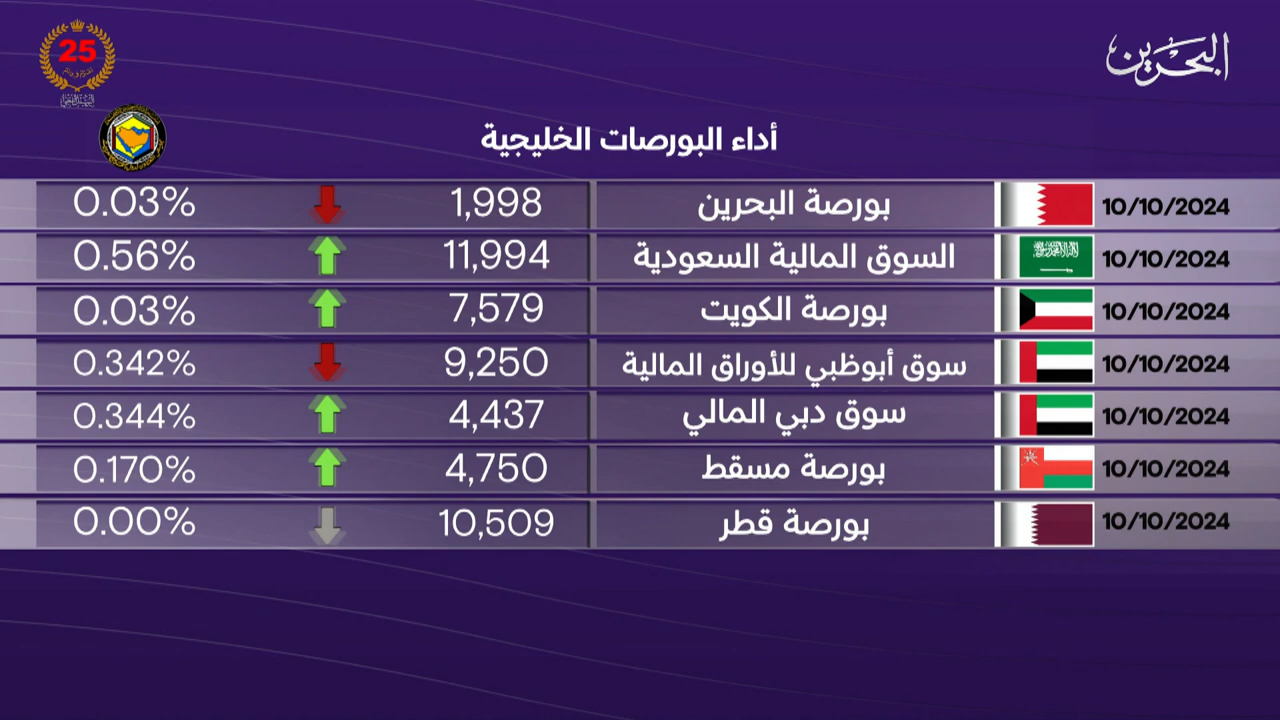 البحرين
25
أداء البورصات الخليجية
10/10/2024 بورصة البحرين 1,998 0.03%
10/10/2024 السوق المالية السعودية 11,994 0.56%
10/10/2024 بورصة الكويت 7,579 0.03%
10/10/2024 سوق أبوظبي للأوراق المالية 9,250 0.342%
10/10/2024 سوق دبي المالي 4,437 0.344%
10/10/2024 بورصة مسقط 4,750 0.170%
10/10/2024 بورصة قطر 10,509 0.00%